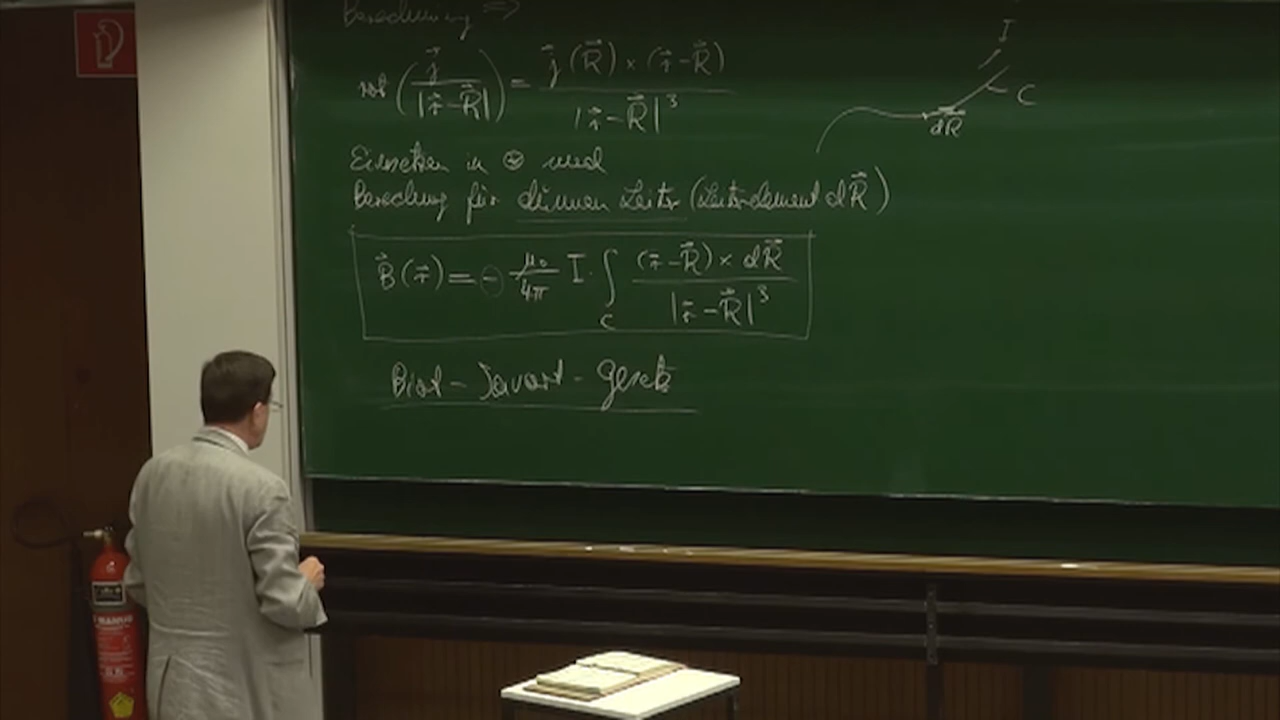 Berechnung ⇒
rot (j⃗ / |r⃗ - R⃗|) = j⃗(R⃗) × (r⃗ - R⃗) / |r⃗ - R⃗|³
Einsetzen in ⊛ und
Berechnung für dünnen Leiter (Leiterelement dR⃗)
B⃗(r⃗) = - μ₀/4π I · ∫_C (r⃗ - R⃗) × dR⃗ / |r⃗ - R⃗|³
Biot - Savart - Gesetz
I
C
dR⃗